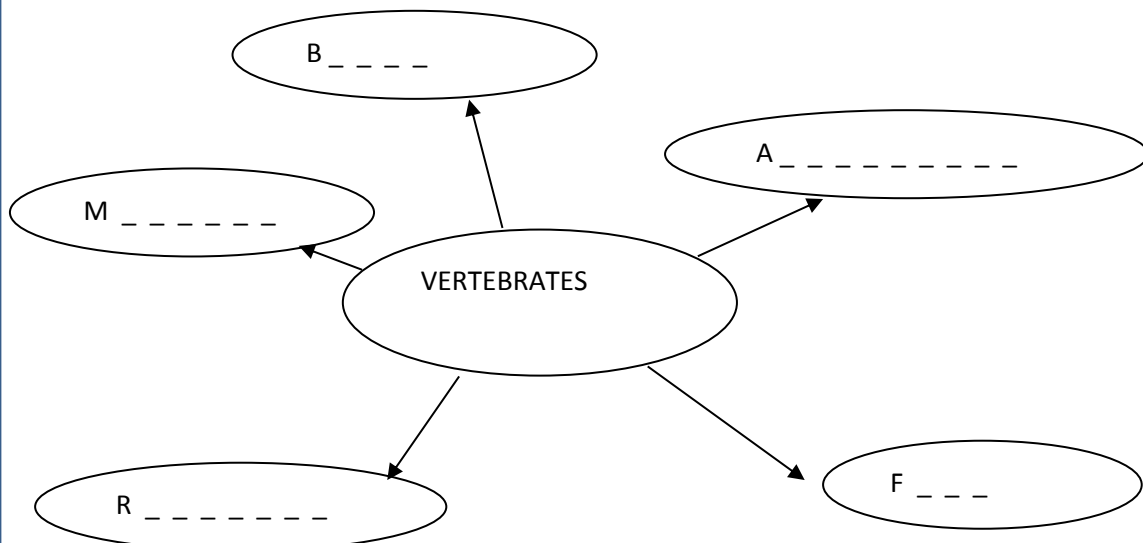 B _ _ _ _
A _ _ _ _ _ _ _ _ _
M _ _ _ _ _ _
VERTEBRATES
R _ _ _ _ _ _ _
F _ _ _